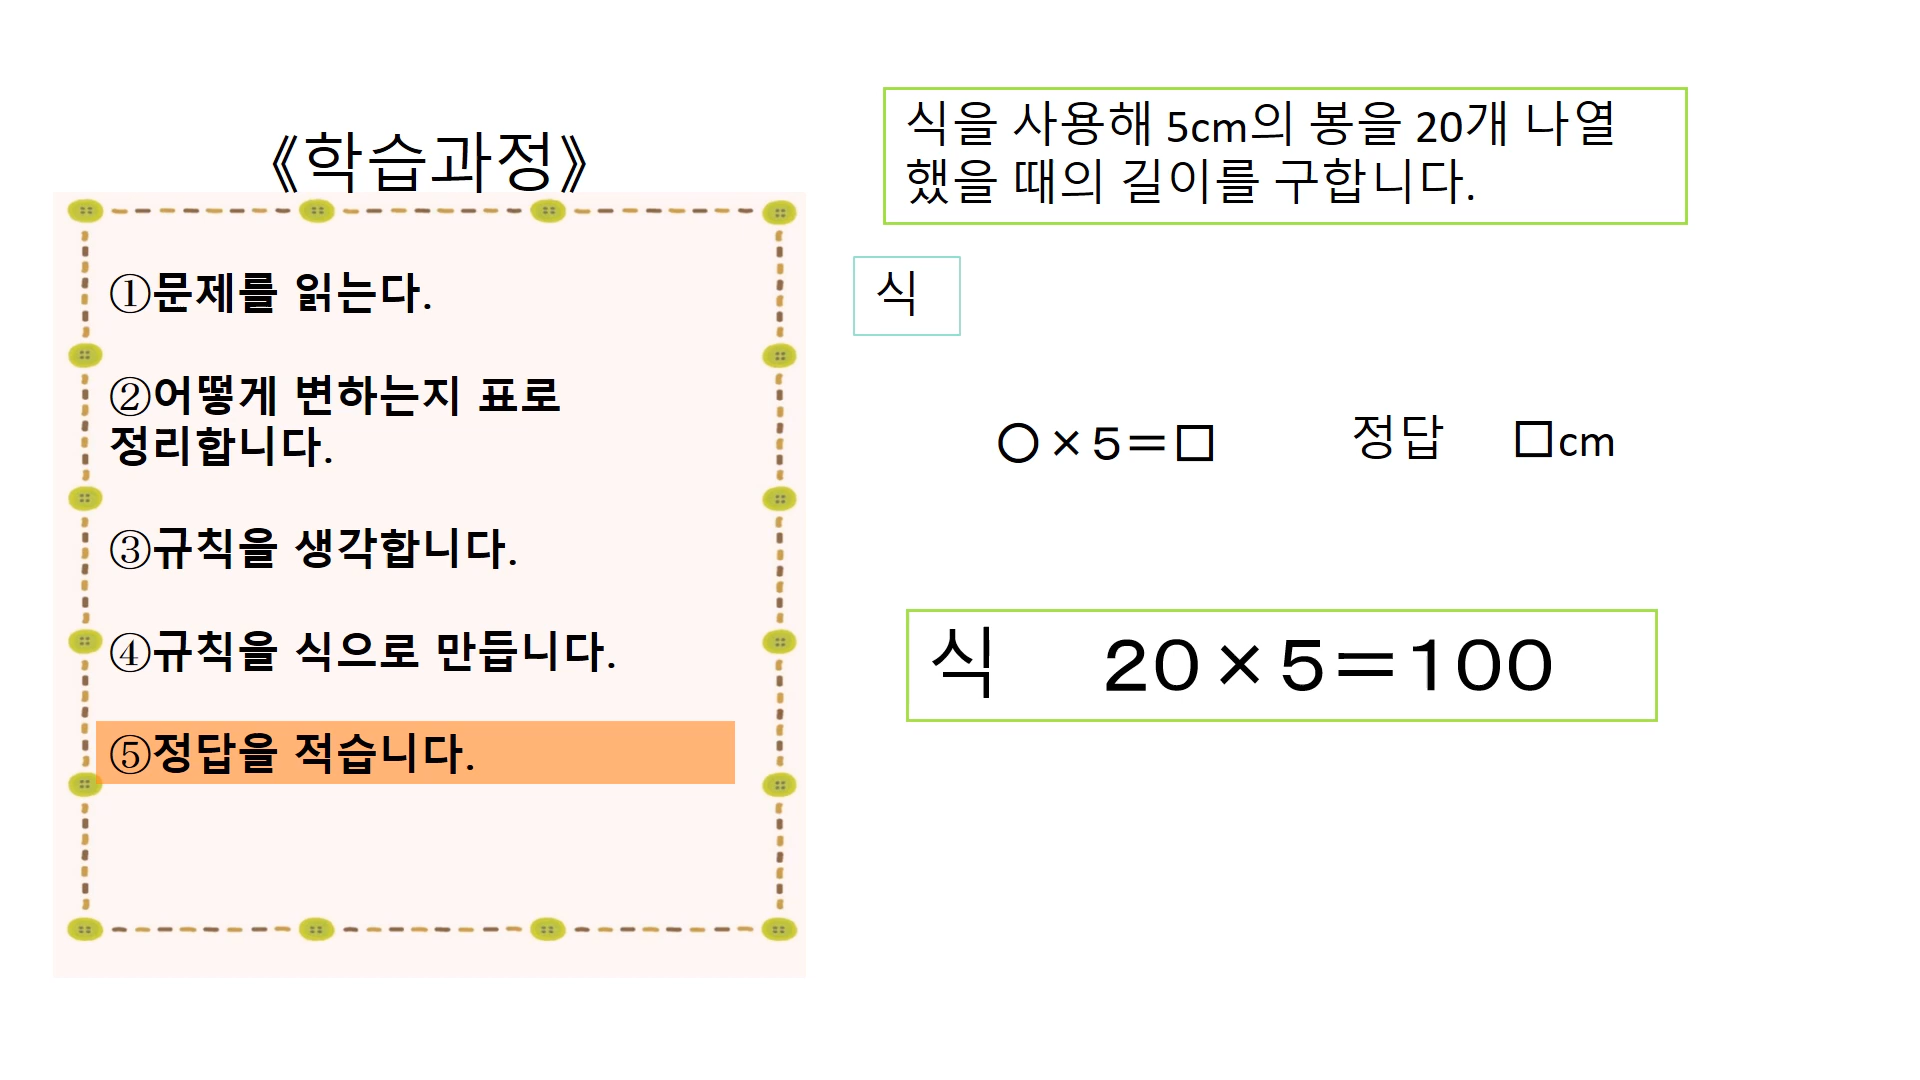 《학습과정》
①문제를 읽는다.
②어떻게 변하는지 표로
정리합니다.
③규칙을 생각합니다.
④규칙을 식으로 만듭니다.
⑤정답을 적습니다.
식을 사용해 5cm의 봉을 20개 나열
했을 때의 길이를 구합니다.
식
〇×5＝□ 정답 □cm
식 20×5＝100